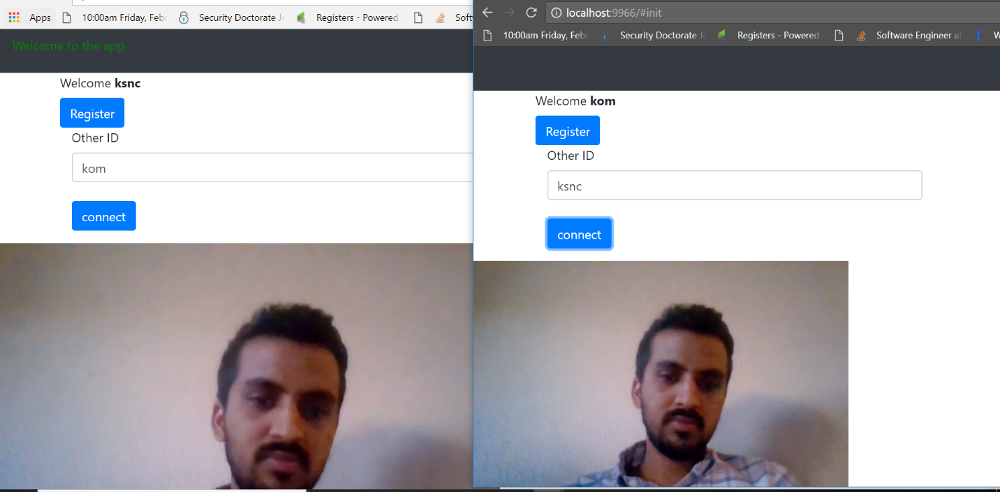 Apps 10:00am Friday, Febr Security Doctorate Jo Registers - Powered Soft
Welcome to the app
Welcome ksnc
Register
Other ID
kom
connect
localhost:9966/#init
10:00am Friday, Febr Security Doctorate Jo Registers - Powered Software Engineer at W
Welcome kom
Register
Other ID
ksnc
connect